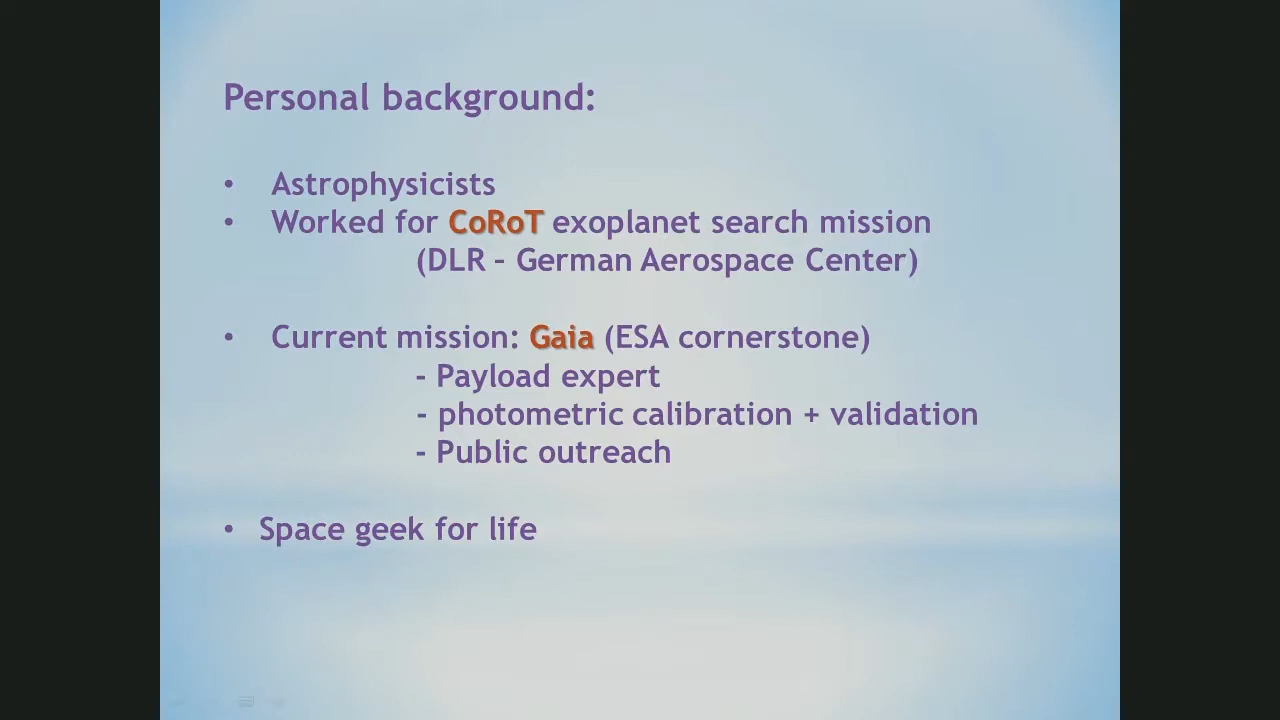 Personal background:
• Astrophysicists
• Worked for CoRoT exoplanet search mission
(DLR – German Aerospace Center)
• Current mission: Gaia (ESA cornerstone)
- Payload expert
- photometric calibration + validation
- Public outreach
• Space geek for life